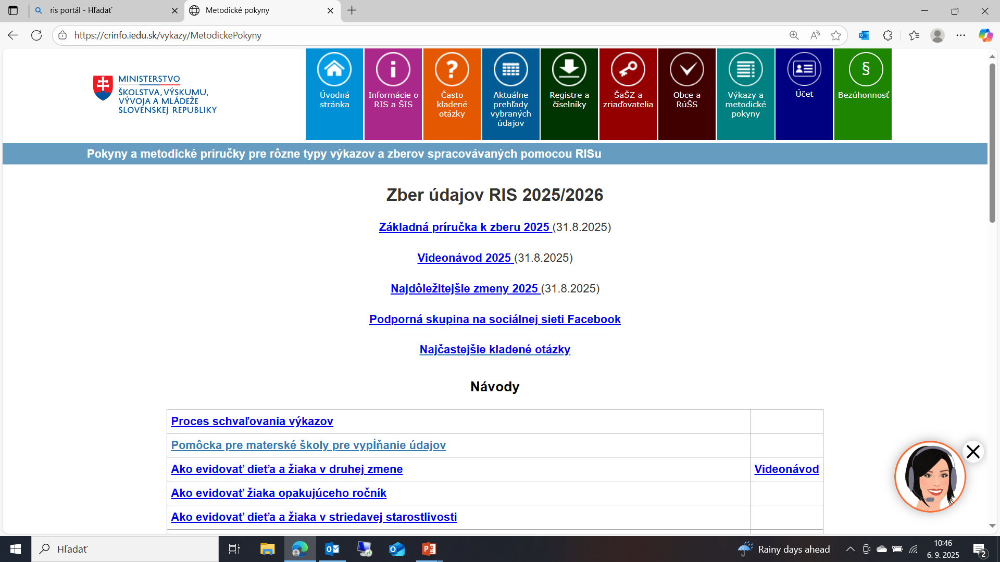 ris portál - Hľadať
Metodické pokyny
https://crinfo.iedu.sk/vykazy/MetodickePokyny
MINISTERSTVO
ŠKOLSTVA, VÝSKUMU,
VÝVOJA A MLÁDEŽE
SLOVENSKEJ REPUBLIKY
Úvodná
stránka
Informácie o
RIS a ŠIS
Často
kladené
otázky
Aktuálne
prehľady
vybraných
údajov
Registre a
číselníky
ŠaŠZ a
zriaďovatelia
Obce a
RúŠS
Výkazy a
metodické
pokyny
Účet
§
Bezúhonnosť
Pokyny a metodické príručky pre rôzne typy výkazov a zberov spracovávaných pomocou RISu
Zber údajov RIS 2025/2026
Základná príručka k zberu 2025 (31.8.2025)
Videonávod 2025 (31.8.2025)
Najdôležitejšie zmeny 2025 (31.8.2025)
Podporná skupina na sociálnej sieti Facebook
Najčastejšie kladené otázky
Návody
Proces schvaľovania výkazov
Pomôcka pre materské školy pre vypĺňanie údajov
Ako evidovať dieťa a žiaka v druhej zmene Videonávod
Ako evidovať žiaka opakujúceho ročník
Ako evidovať dieťa a žiaka v striedavej starostlivosti
Hľadať
Rainy days ahead
10:46
6. 9. 2025
2